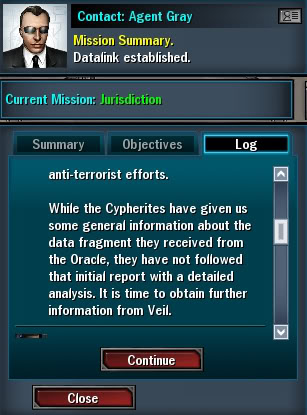 Contact: Agent Gray
Mission Summary.
Datalink established.
Current Mission: Jurisdiction
Summary
Objectives
Log
anti-terrorist efforts.
While the Cypherites have given us
some general information about the
data fragment they received from
the Oracle, they have not followed
that initial report with a detailed
analysis. It is time to obtain further
information from Veil.
Continue
Close